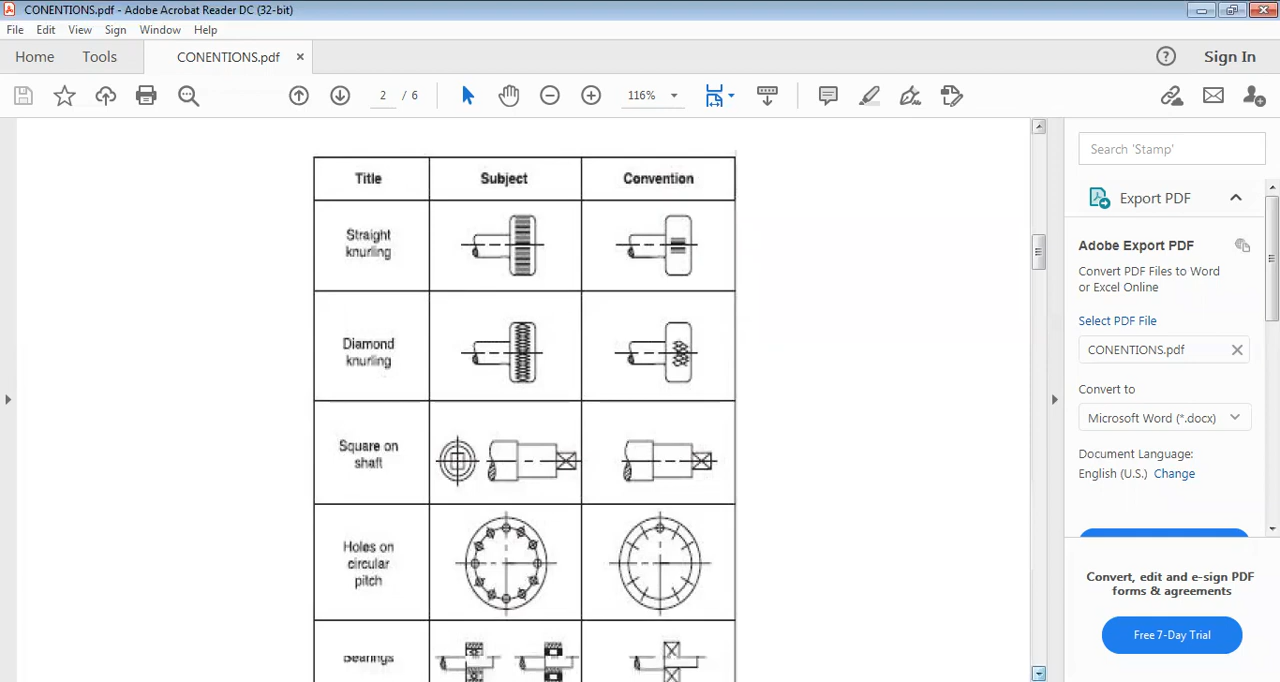 CONENTIONS.pdf - Adobe Acrobat Reader DC (32-bit)
File Edit View Sign Window Help
Home Tools CONENTIONS.pdf × Sign In
2 / 6 116%
Title Subject Convention
Straight
knurling
Diamond
knurling
Square on
shaft
Holes on
circular
pitch
Bearings
Search 'Stamp'
Export PDF
Adobe Export PDF
Convert PDF Files to Word
or Excel Online
Select PDF File
CONENTIONS.pdf
Convert to
Microsoft Word (*.docx)
Document Language:
English (U.S.) Change
Convert, edit and e-sign PDF
forms & agreements
Free 7-Day Trial